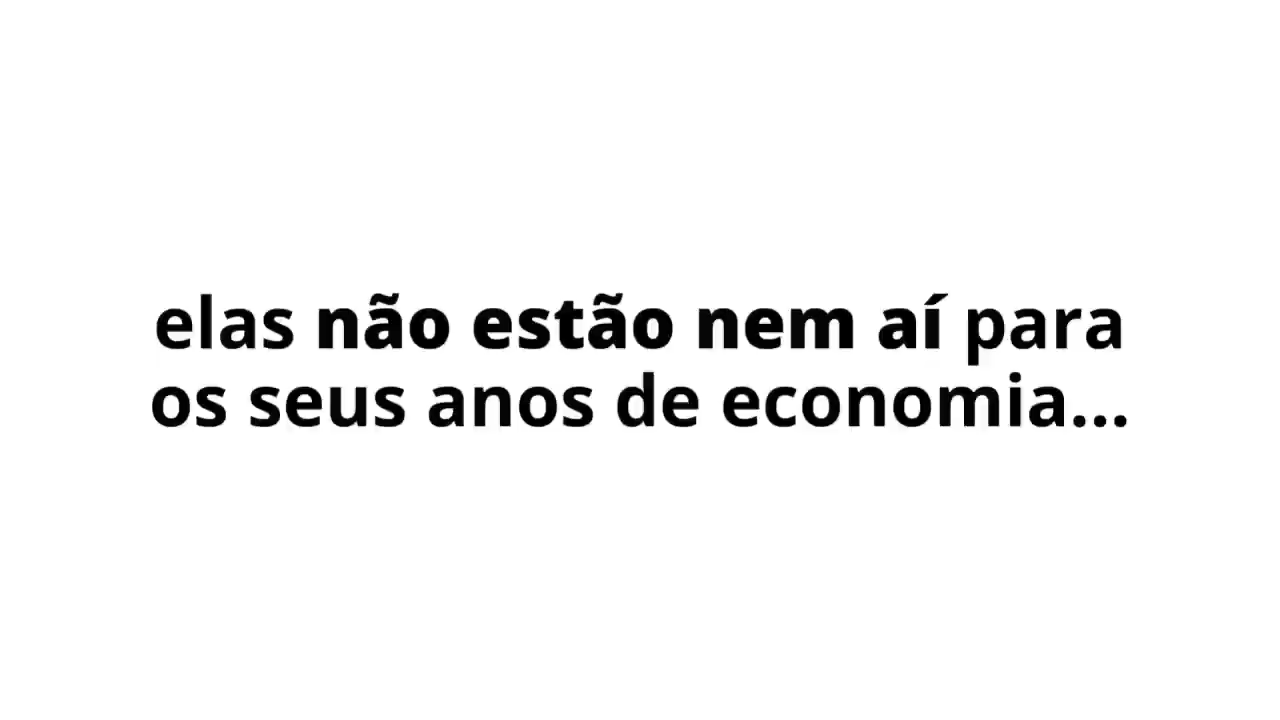 elas não estão nem aí para
os seus anos de economia...